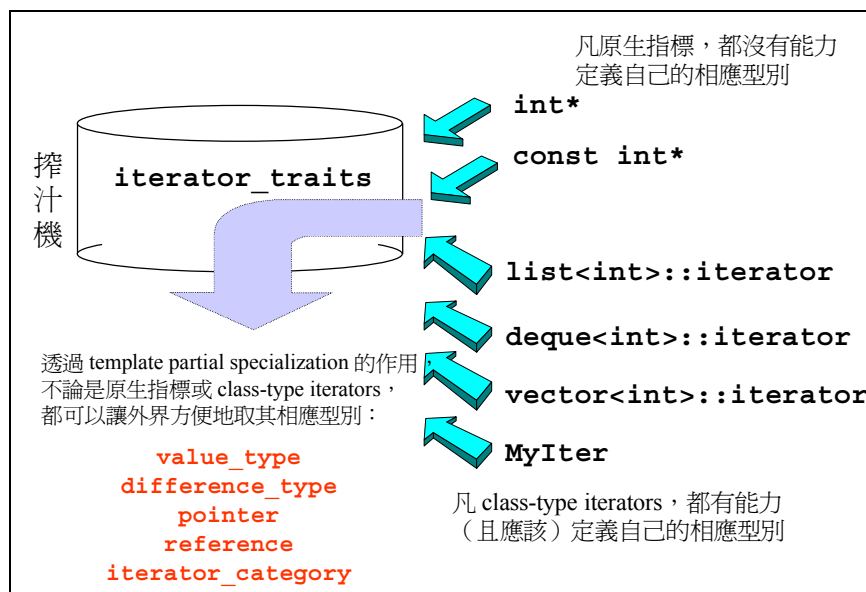 凡原生指標，都沒有能力
定義自己的相應型別
int*
const int*
搾汁機
iterator_traits
list<int>::iterator
deque<int>::iterator
vector<int>::iterator
MyIter
透過 template partial specialization 的作用，
不論是原生指標或 class-type iterators，
都可以讓外界方便地取其相應型別：
value_type
difference_type
pointer
reference
iterator_category
凡 class-type iterators，都有能力
（且應該）定義自己的相應型別